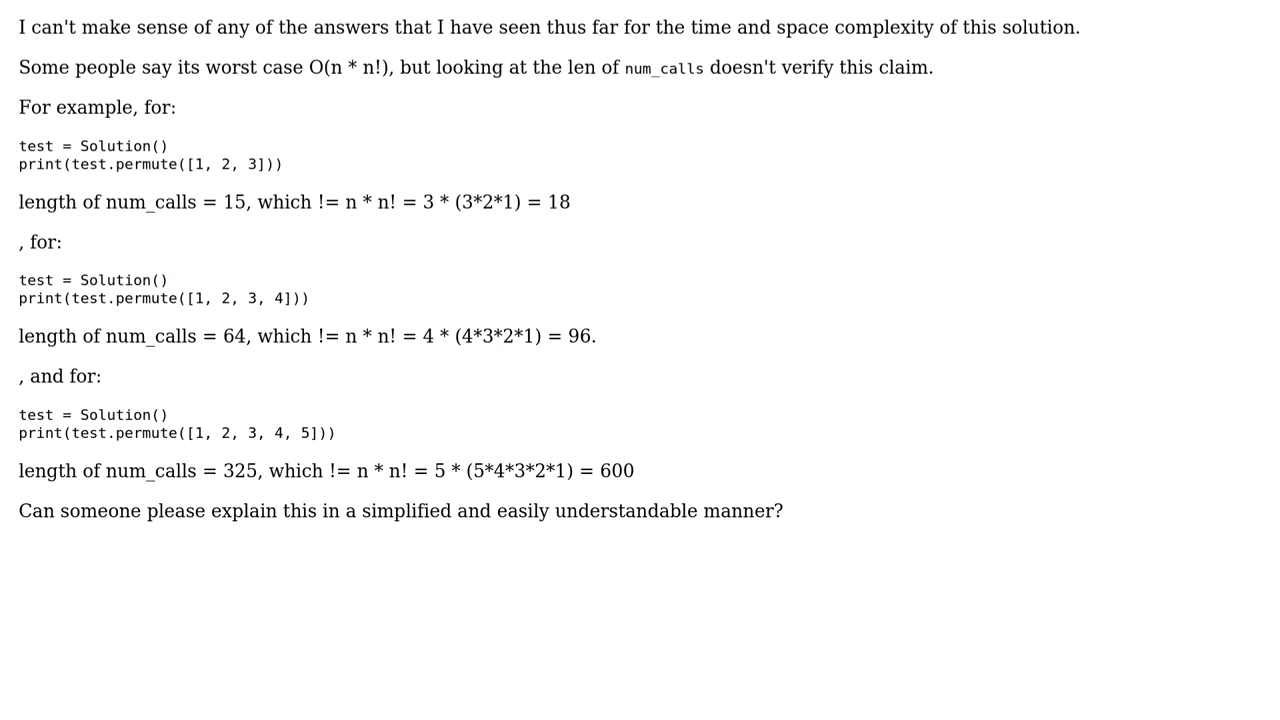 I can't make sense of any of the answers that I have seen thus far for the time and space complexity of this solution.
Some people say its worst case O(n * n!), but looking at the len of num_calls doesn't verify this claim.
For example, for:
test = Solution()
print(test.permute([1, 2, 3]))
length of num_calls = 15, which != n * n! = 3 * (3*2*1) = 18
, for:
test = Solution()
print(test.permute([1, 2, 3, 4]))
length of num_calls = 64, which != n * n! = 4 * (4*3*2*1) = 96.
, and for:
test = Solution()
print(test.permute([1, 2, 3, 4, 5]))
length of num_calls = 325, which != n * n! = 5 * (5*4*3*2*1) = 600
Can someone please explain this in a simplified and easily understandable manner?